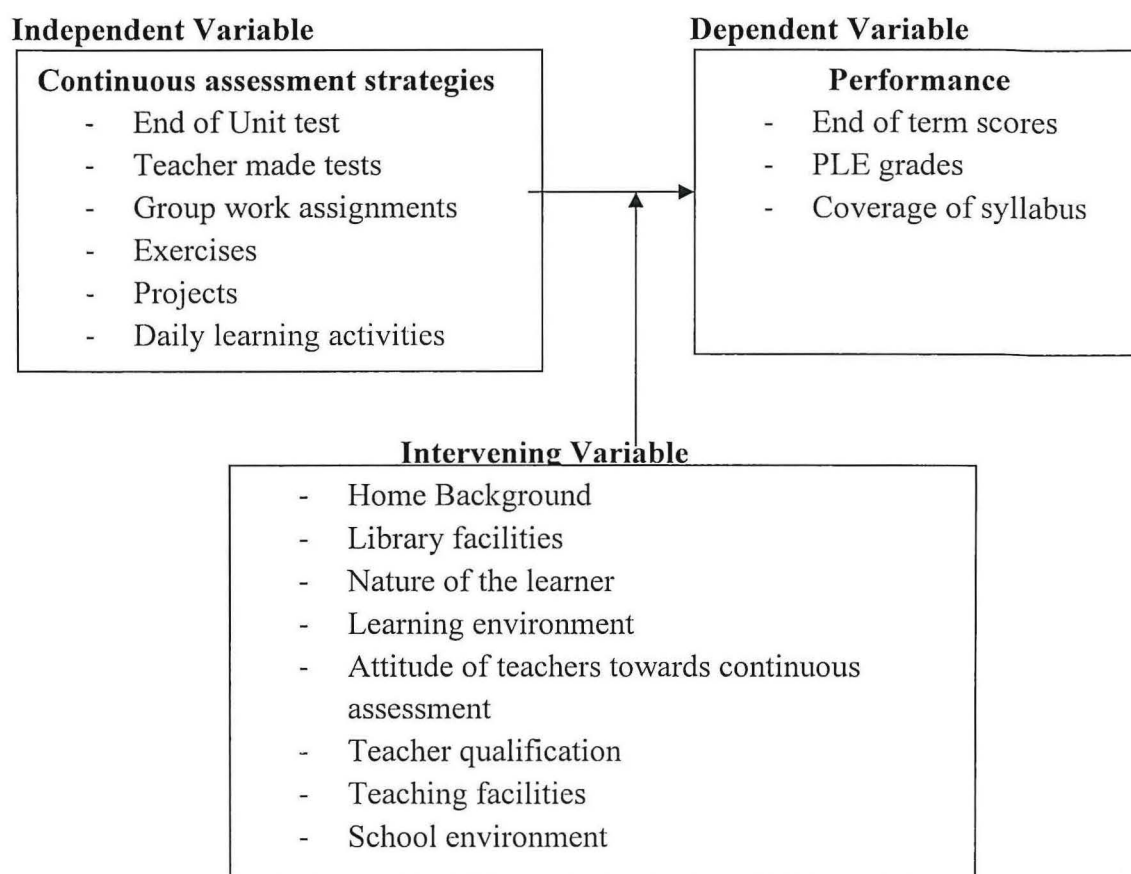 Independent Variable
Continuous assessment strategies
- End of Unit test
- Teacher made tests
- Group work assignments
- Exercises
- Projects
- Daily learning activities
Dependent Variable
Performance
- End of term scores
- PLE grades
- Coverage of syllabus
Intervening Variable
- Home Background
- Library facilities
- Nature of the learner
- Learning environment
- Attitude of teachers towards continuous
assessment
- Teacher qualification
- Teaching facilities
- School environment